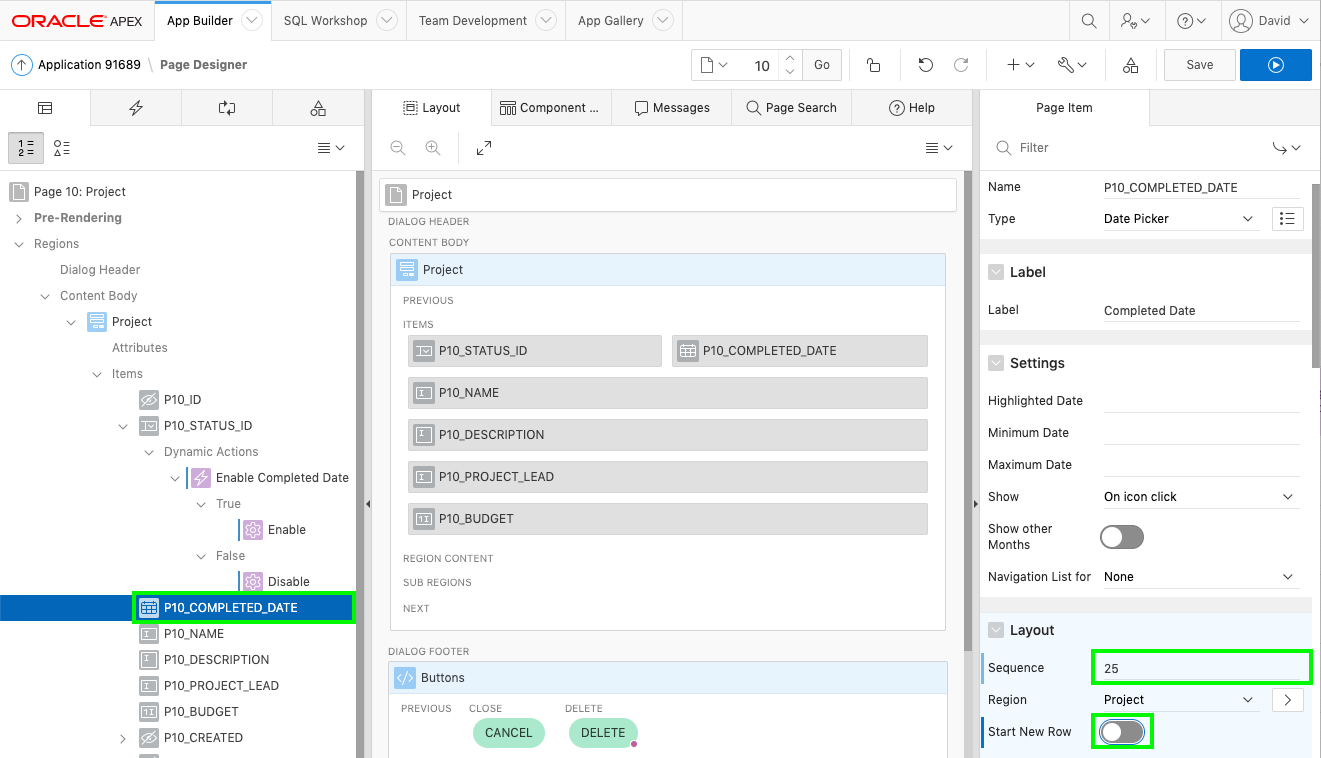 ORACLE APEX App Builder SQL Workshop Team Development App Gallery David
Application 91689 \ Page Designer 10 Go Save
Layout Component ... Messages Page Search Help Page Item
Filter
Page 10: Project
Pre-Rendering
Regions
Dialog Header
Content Body
Project
Attributes
Items
P10_ID
P10_STATUS_ID
Dynamic Actions
Enable Completed Date
True
Enable
False
Disable
P10_COMPLETED_DATE
P10_NAME
P10_DESCRIPTION
P10_PROJECT_LEAD
P10_BUDGET
P10_CREATED
Project
DIALOG HEADER
CONTENT BODY
Project
PREVIOUS
ITEMS
P10_STATUS_ID P10_COMPLETED_DATE
P10_NAME
P10_DESCRIPTION
P10_PROJECT_LEAD
P10_BUDGET
REGION CONTENT
SUB REGIONS
NEXT
DIALOG FOOTER
Buttons
PREVIOUS CLOSE DELETE
CANCEL DELETE
Name P10_COMPLETED_DATE
Type Date Picker
Label
Label Completed Date
Settings
Highlighted Date
Minimum Date
Maximum Date
Show On icon click
Show other
Months
Navigation List for None
Layout
Sequence 25
Region Project
Start New Row